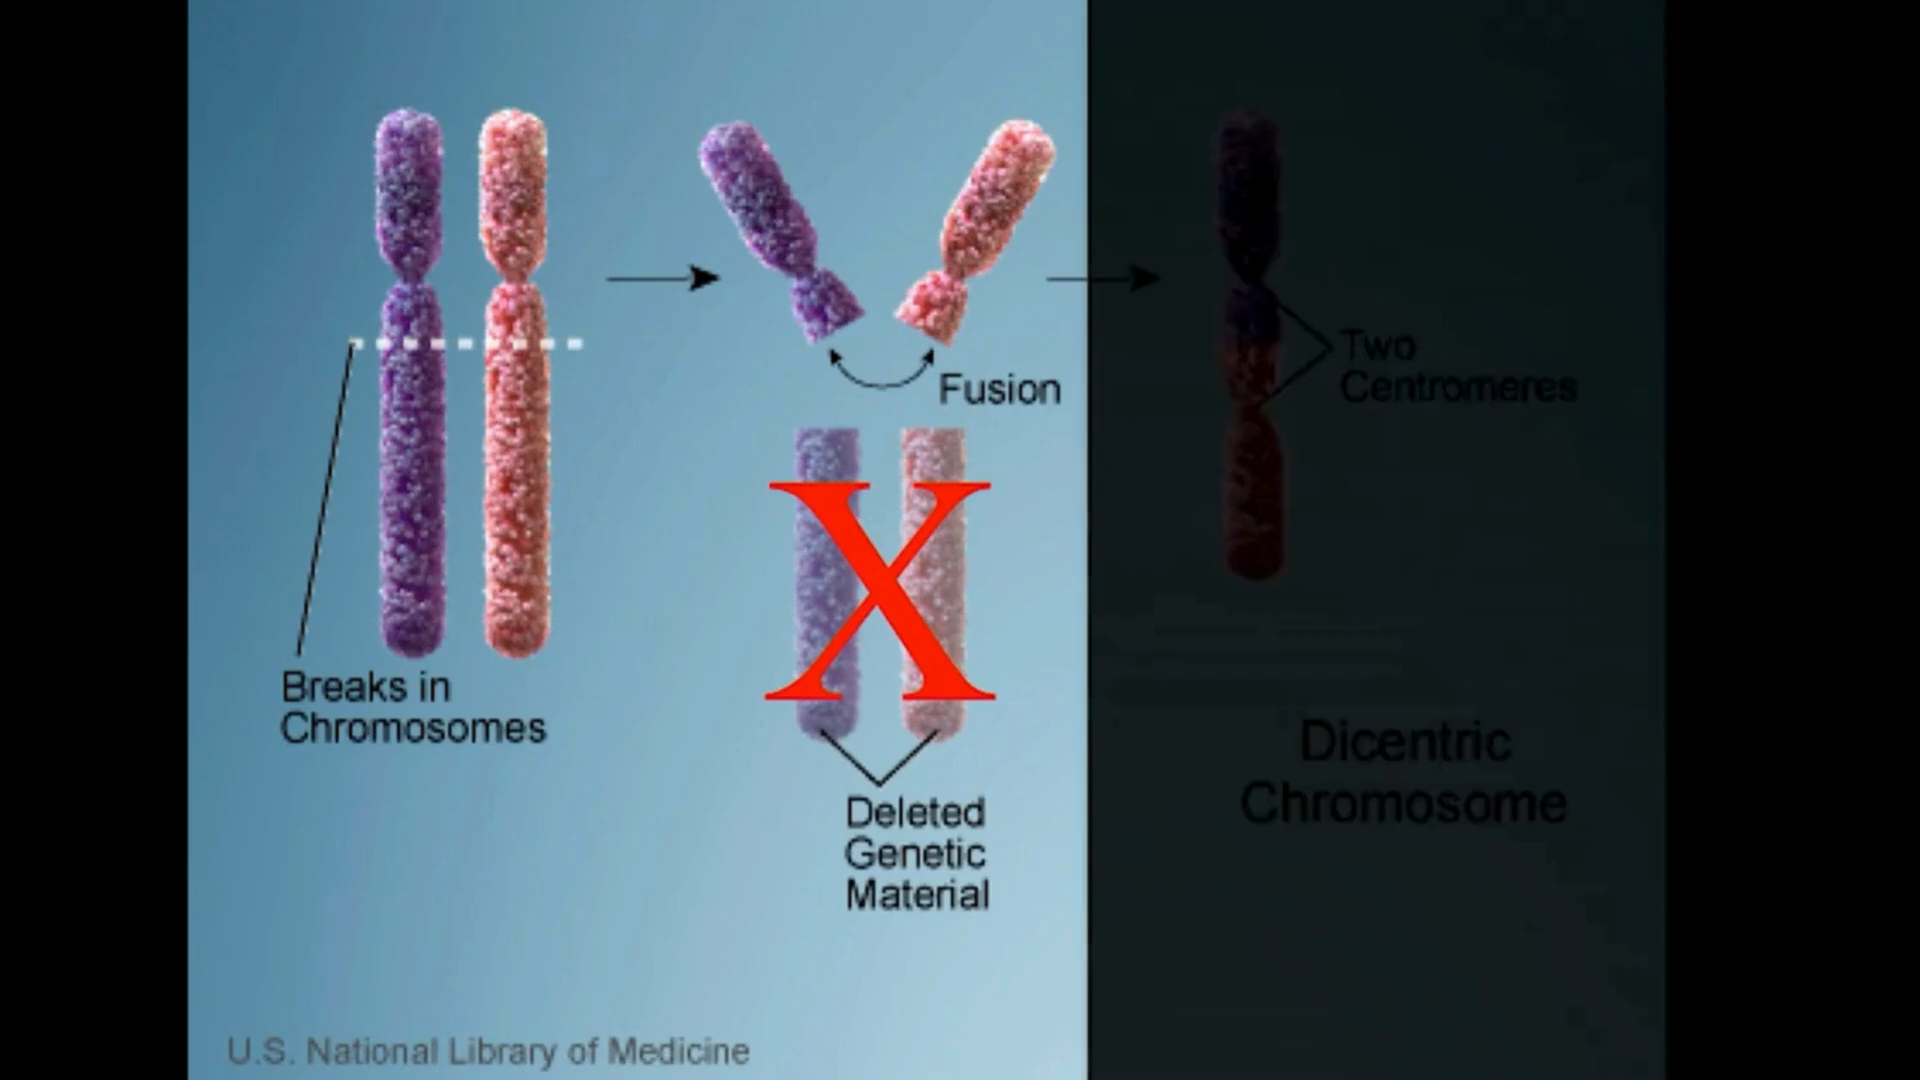 Breaks in
Chromosomes
Fusion
X
Deleted
Genetic
Material
Two
Centromeres
Dicentric
Chromosome
U.S. National Library of Medicine